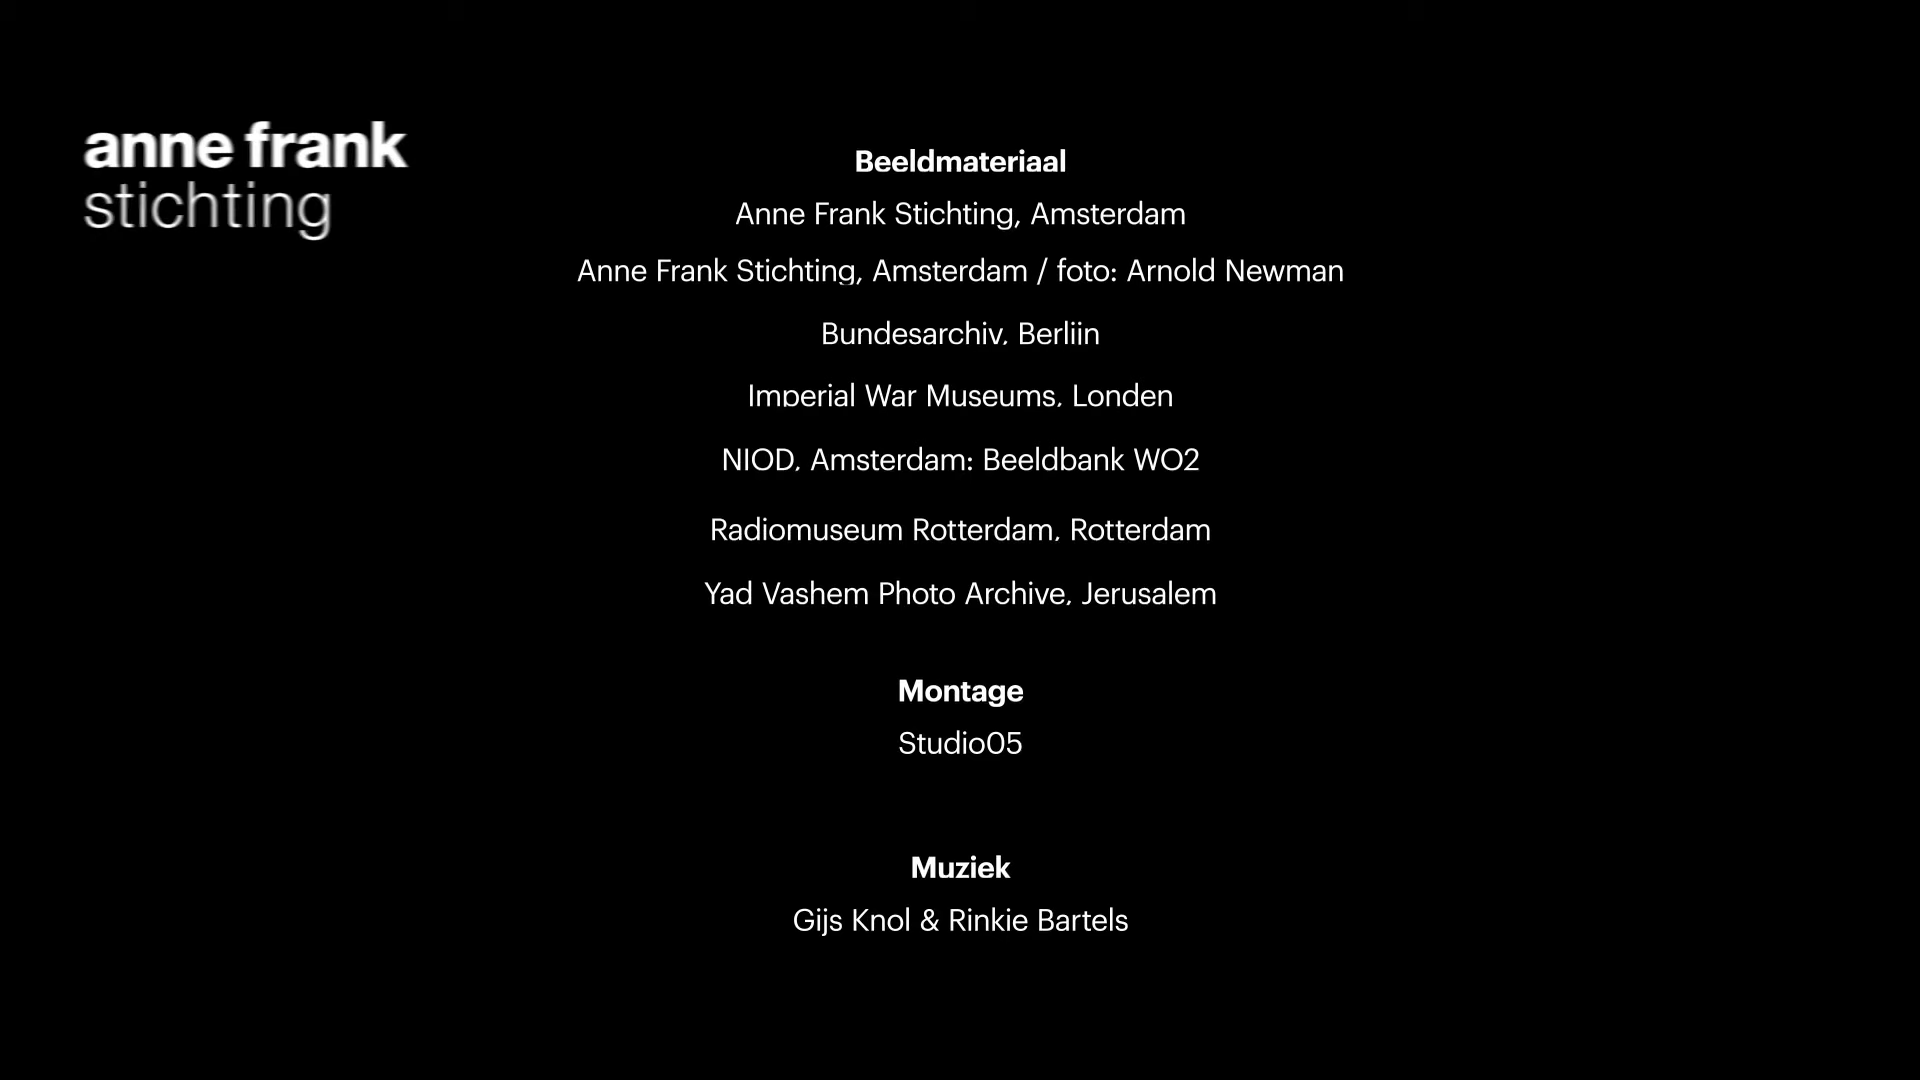 anne frank
stichting
Beeldmateriaal
Anne Frank Stichting, Amsterdam
Anne Frank Stichting, Amsterdam / foto: Arnold Newman
Bundesarchiv, Berliin
Imperial War Museums, Londen
NIOD, Amsterdam: Beeldbank WO2
Radiomuseum Rotterdam, Rotterdam
Yad Vashem Photo Archive, Jerusalem
Montage
Studio05
Muziek
Gijs Knol & Rinkie Bartels